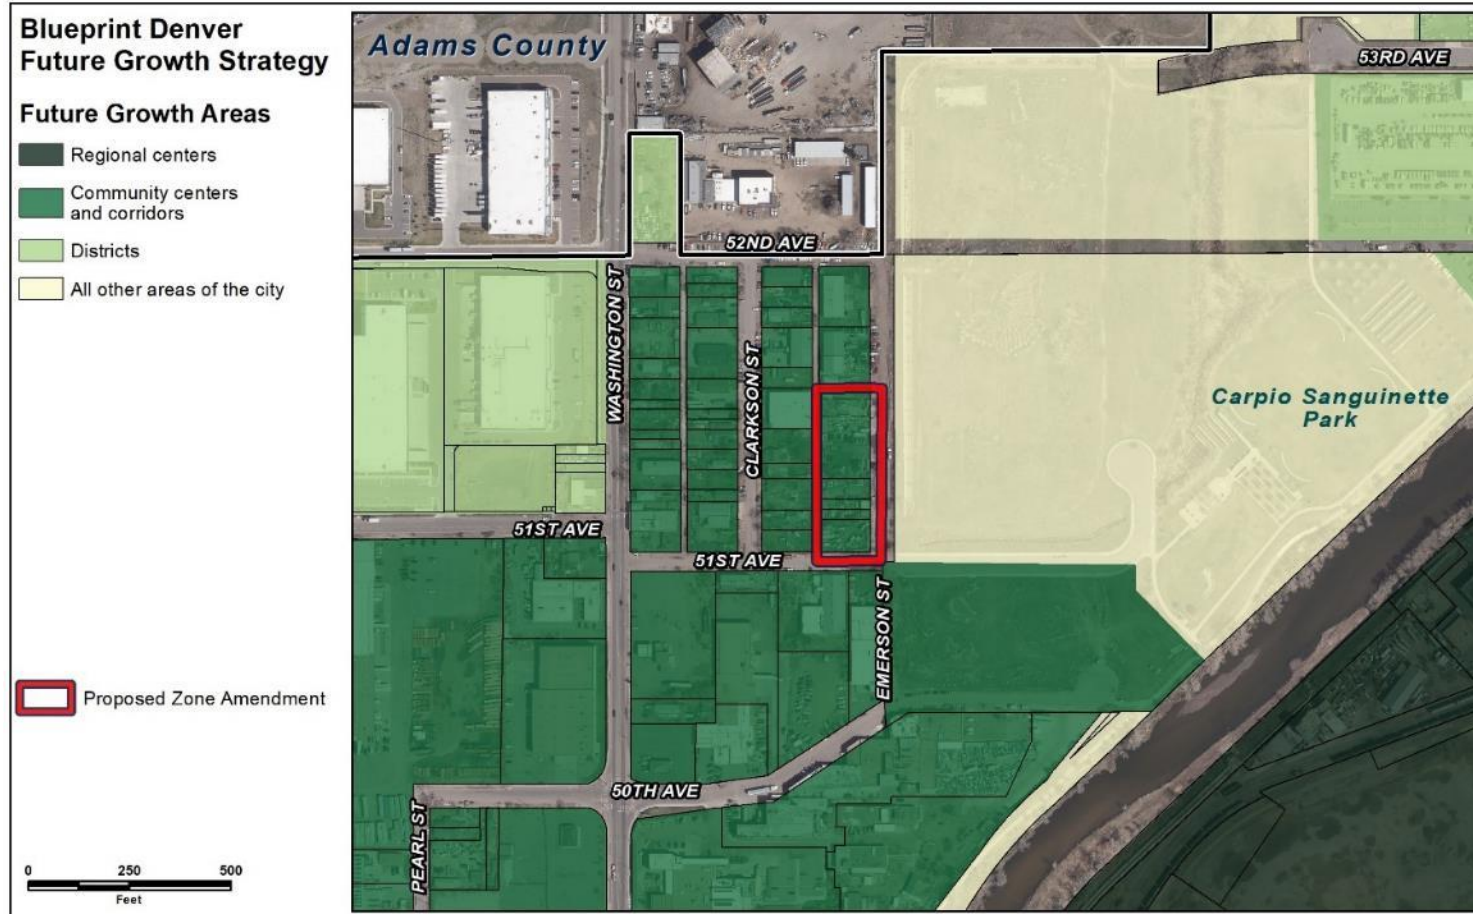 Blueprint Denver
Future Growth Strategy
Future Growth Areas
Regional centers
Community centers
and corridors
Districts
All other areas of the city
Proposed Zone Amendment
0 250 500
Feet
Adams County
53RD AVE
52ND AVE
WASHINGTON ST
CLARKSON ST
Carpio Sanguinette
Park
51ST AVE
51ST AVE
EMERSON ST
50TH AVE
PEARL ST